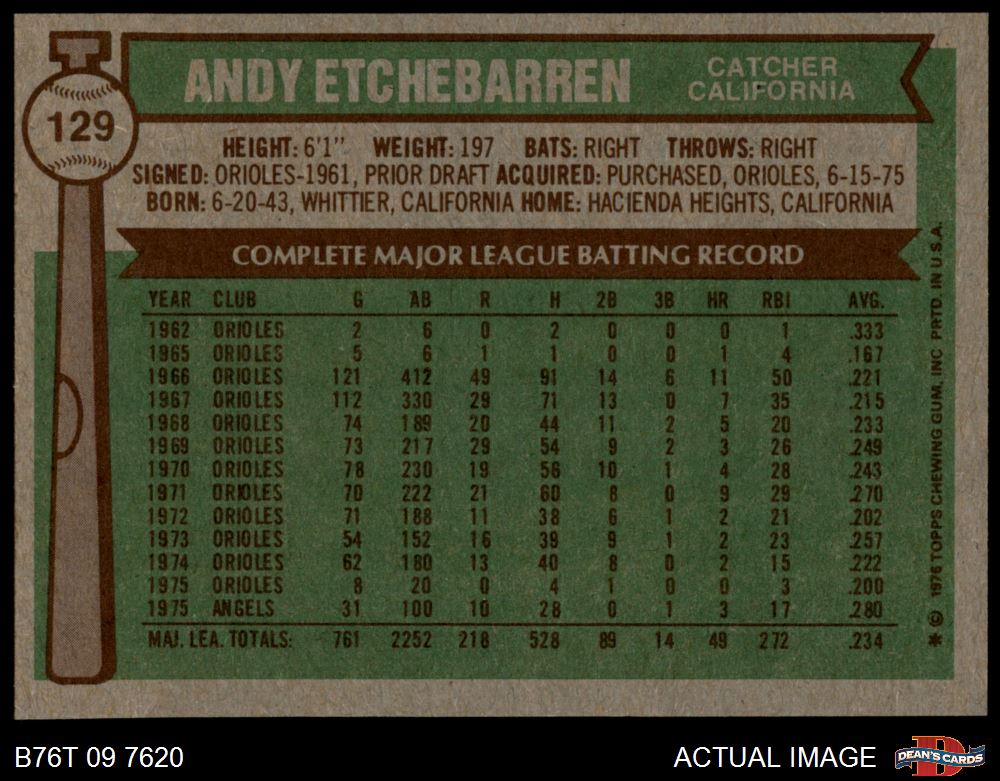 129
ANDY ETCHEBARREN
CATCHER
CALIFORNIA
HEIGHT: 6'1" WEIGHT: 197 BATS: RIGHT THROWS: RIGHT
SIGNED: ORIOLES-1961, PRIOR DRAFT ACQUIRED: PURCHASED, ORIOLES, 6-15-75
BORN: 6-20-43, WHITTIER, CALIFORNIA HOME: HACIENDA HEIGHTS, CALIFORNIA
COMPLETE MAJOR LEAGUE BATTING RECORD
YEAR CLUB G AB R H 2B 3B HR RBI AVG.
1962 ORIOLES 2 6 0 2 0 0 0 1 .333
1965 ORIOLES 5 6 1 1 0 0 1 4 .167
1966 ORIOLES 121 412 49 91 14 6 11 50 .221
1967 ORIOLES 112 330 29 71 13 0 7 35 .215
1968 ORIOLES 74 189 20 44 11 2 5 20 .233
1969 ORIOLES 73 217 29 54 9 2 3 26 .249
1970 ORIOLES 78 230 19 56 10 1 4 28 .243
1971 ORIOLES 70 222 21 60 8 0 9 29 .270
1972 ORIOLES 71 188 11 38 6 1 2 21 .202
1973 ORIOLES 54 152 16 39 9 1 2 23 .257
1974 ORIOLES 62 180 13 40 8 0 2 15 .222
1975 ORIOLES 8 20 0 4 1 0 0 3 .200
1975 ANGELS 31 100 10 28 0 1 3 17 .280
MAJ. LEA. TOTALS: 761 2252 218 528 89 14 49 272 .234
* © 1976 TOPPS CHEWING GUM, INC PRTD. IN U.S.A.
B76T 09 7620
ACTUAL IMAGE
DEAN'S CARDS